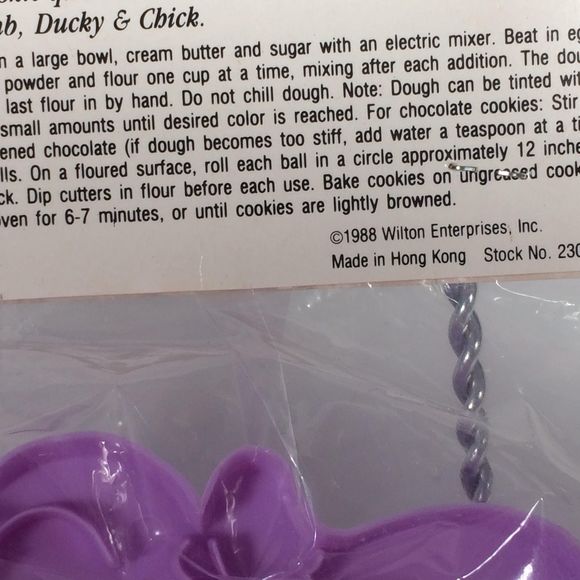 b, Ducky & Chick.
n a large bowl, cream butter and sugar with an electric mixer. Beat in eg
powder and flour one cup at a time, mixing after each addition. The dou
last flour in by hand. Do not chill dough. Note: Dough can be tinted wit
small amounts until desired color is reached. For chocolate cookies: Stir
ened chocolate (if dough becomes too stiff, add water a teaspoon at a ti
lls. On a floured surface, roll each ball in a circle approximately 12 inche
ck. Dip cutters in flour before each use. Bake cookies on ungreased cook
ven for 6-7 minutes, or until cookies are lightly browned.
©1988 Wilton Enterprises, Inc.
Made in Hong Kong Stock No. 230